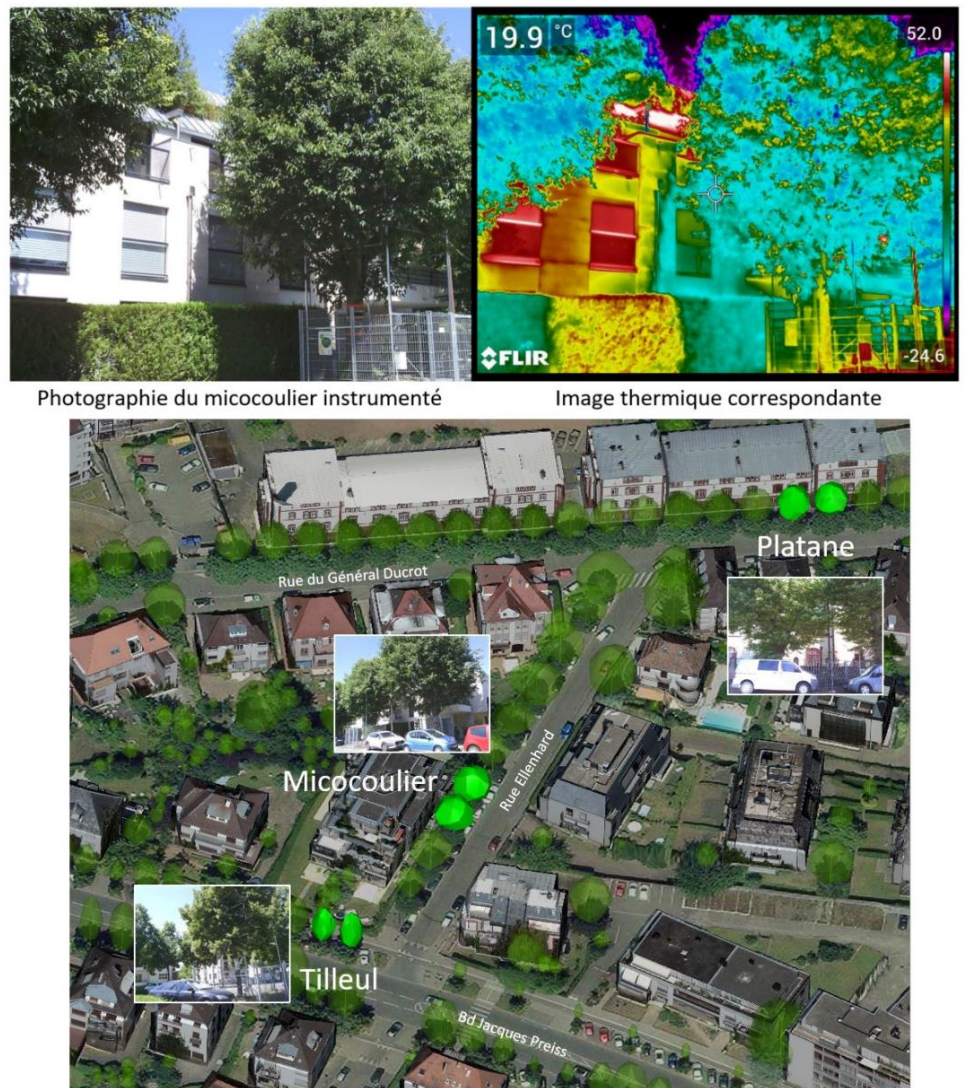 19.9 °C
52.0
FLIR
-24.6
Photographie du micocoulier instrumenté
Image thermique correspondante
Platane
Rue du Général Ducrot
Rue Ellenhard
Micocoulier
Tilleul
Bd Jacques Preiss